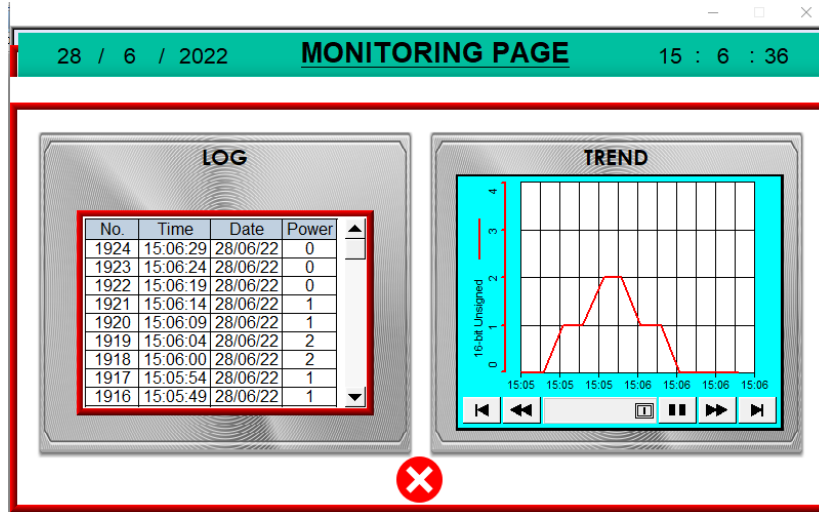 28 / 6 / 2022 MONITORING PAGE 15 : 6 : 36
LOG
No. Time Date Power
1924 15:06:29 28/06/22 0
1923 15:06:24 28/06/22 0
1922 15:06:19 28/06/22 0
1921 15:06:14 28/06/22 1
1920 15:06:09 28/06/22 1
1919 15:06:04 28/06/22 2
1918 15:06:00 28/06/22 2
1917 15:05:54 28/06/22 1
1916 15:05:49 28/06/22 1
TREND
4
3
2
1
0
16-bit Unsigned
15:05 15:05 15:05 15:06 15:06 15:06 15:06